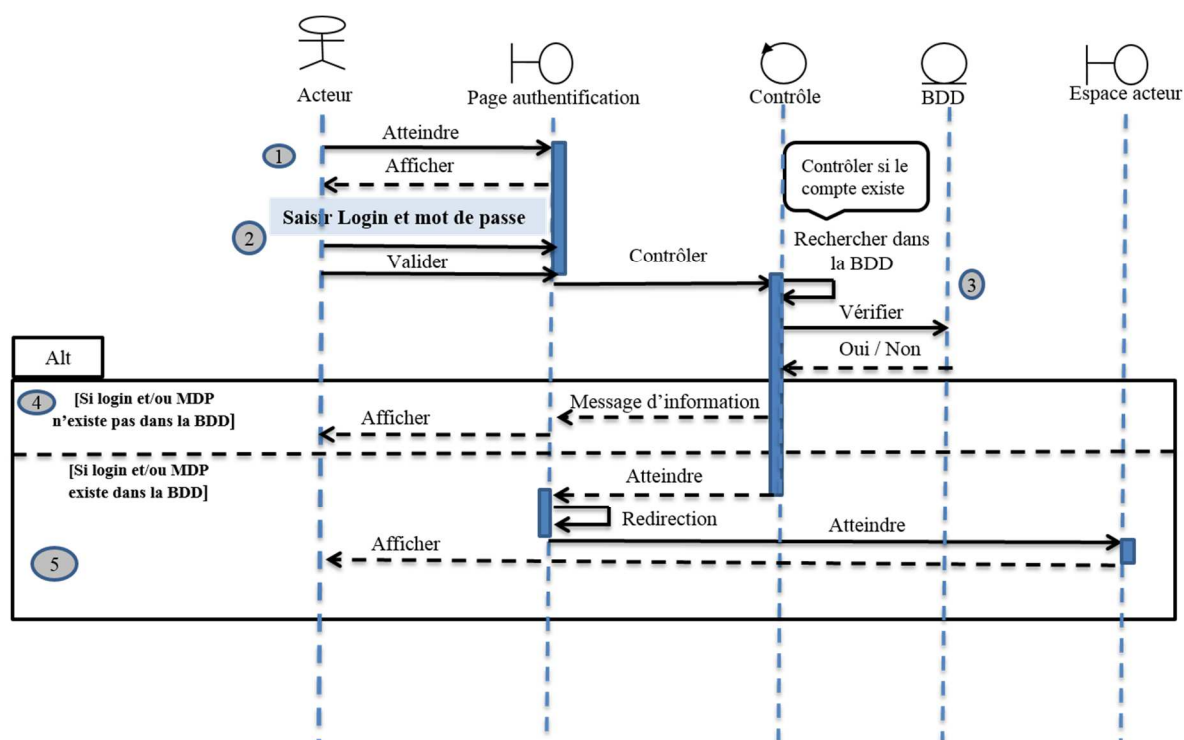 Acteur
Page authentification
Contrôle
BDD
Espace acteur
Atteindre
1
Afficher
Contrôler si le
compte existe
Saisir Login et mot de passe
2
Valider
Contrôler
Rechercher dans
la BDD
3
Vérifier
Oui / Non
Alt
4
[Si login et/ou MDP
n’existe pas dans la BDD]
Message d’information
Afficher
[Si login et/ou MDP
existe dans la BDD]
Atteindre
Redirection
Atteindre
Afficher
5